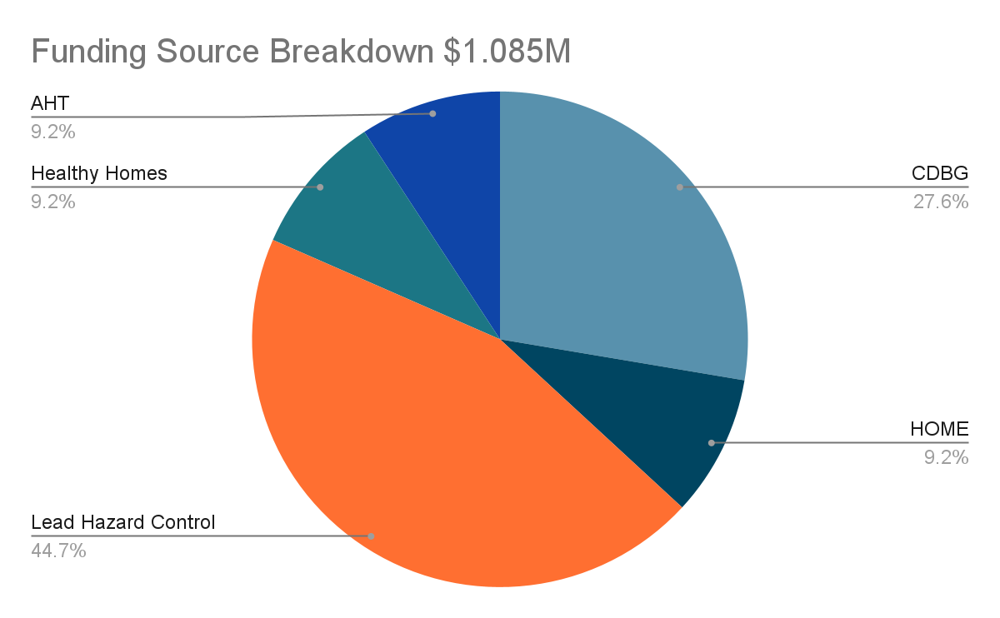 Funding Source Breakdown $1.085M
AHT
9.2%
Healthy Homes
9.2%
CDBG
27.6%
HOME
9.2%
Lead Hazard Control
44.7%